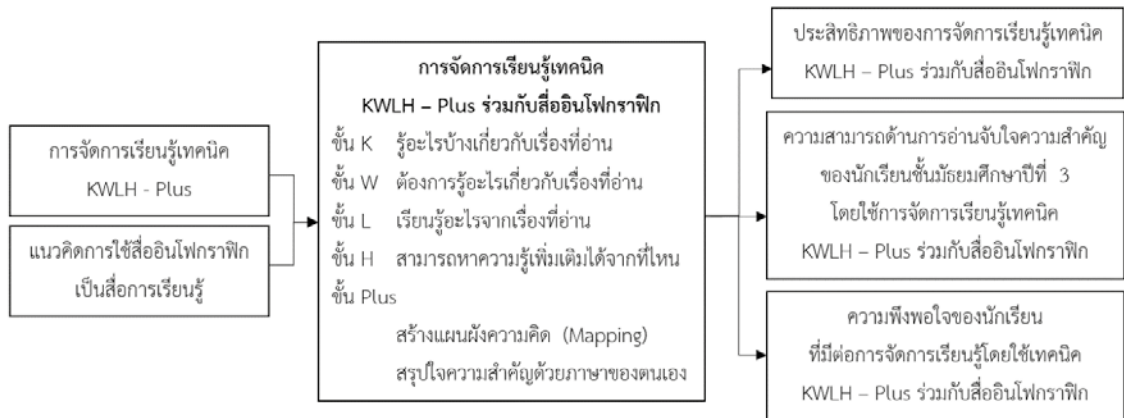 การจัดการเรียนรู้เทคนิค
KWLH - Plus
แนวคิดการใช้สื่ออินโฟกราฟิก
เป็นสื่อการเรียนรู้
การจัดการเรียนรู้เทคนิค
KWLH – Plus ร่วมกับสื่ออินโฟกราฟิก
ขั้น K รู้อะไรบ้างเกี่ยวกับเรื่องที่อ่าน
ขั้น W ต้องการรู้อะไรเกี่ยวกับเรื่องที่อ่าน
ขั้น L เรียนรู้อะไรจากเรื่องที่อ่าน
ขั้น H สามารถหาความรู้เพิ่มเติมได้จากที่ไหน
ขั้น Plus
สร้างแผนผังความคิด (Mapping)
สรุปใจความสำคัญด้วยภาษาของตนเอง
ประสิทธิภาพของการจัดการเรียนรู้เทคนิค
KWLH – Plus ร่วมกับสื่ออินโฟกราฟิก
ความสามารถด้านการอ่านจับใจความสำคัญ
ของนักเรียนชั้นมัธยมศึกษาปีที่ 3
โดยใช้การจัดการเรียนรู้เทคนิค
KWLH – Plus ร่วมกับสื่ออินโฟกราฟิก
ความพึงพอใจของนักเรียน
ที่มีต่อการจัดการเรียนรู้โดยใช้เทคนิค
KWLH – Plus ร่วมกับสื่ออินโฟกราฟิก